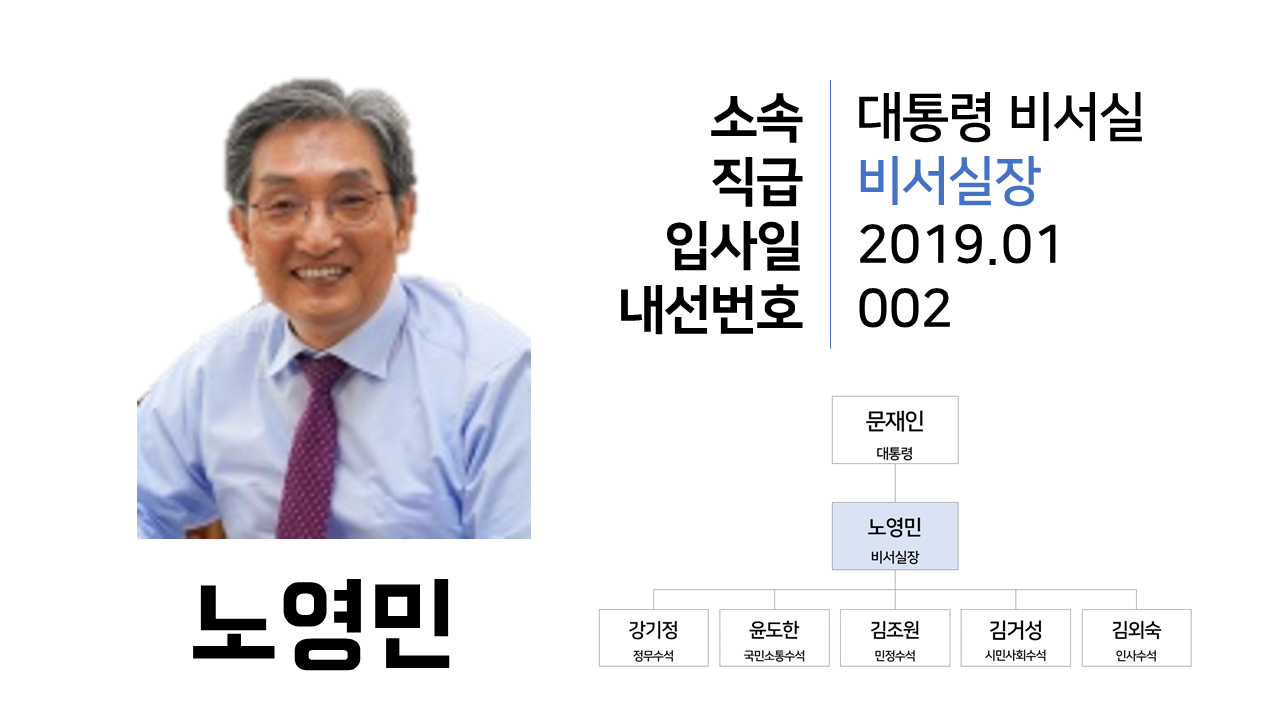 소속 대통령 비서실
직급 비서실장
입사일 2019.01
내선번호 002
노영민
문재인
대통령
노영민
비서실장
강기정 윤도한 김조원 김거성 김외숙
정무수석 국민소통수석 민정수석 시민사회수석 인사수석